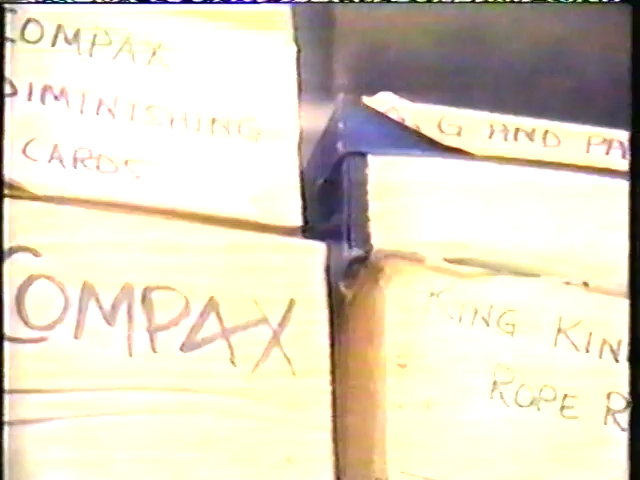 COMPAX
DIMINISHING
CARDS
COMPAX
G AND PA
KING KIN
ROPE R